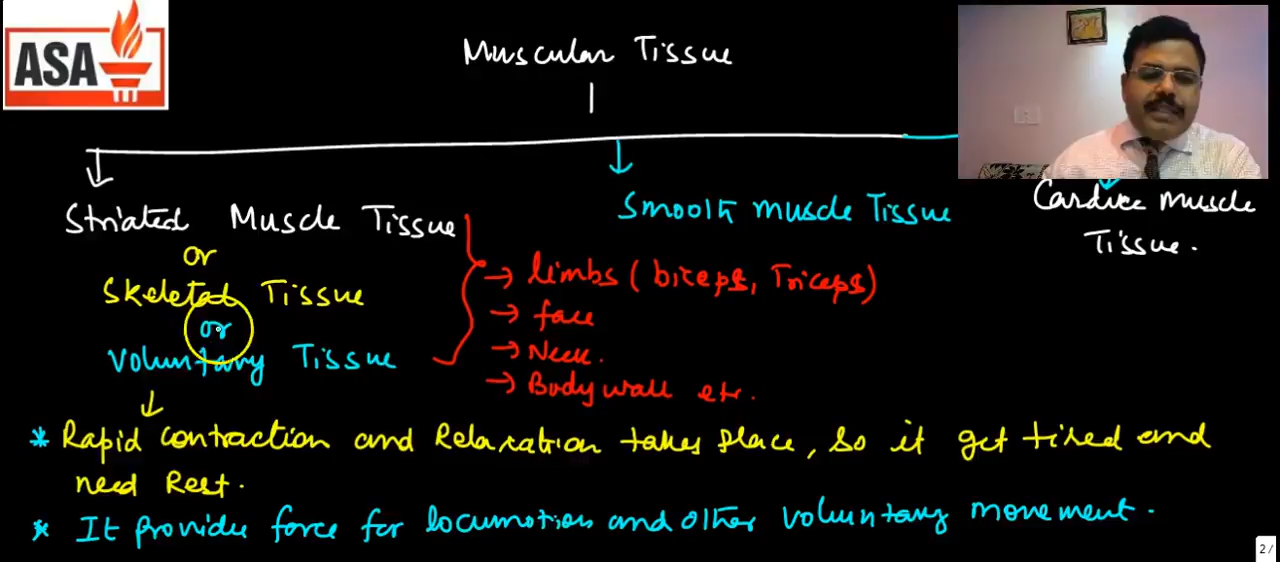 ASA
Muscular Tissue
Striated Muscle Tissue
or
Skeletal Tissue
or
Voluntary Tissue
Smooth muscle Tissue
Cardiac muscle
Tissue.
→ limbs (biceps, Triceps)
→ face
→ Neck.
→ Body wall etc.
* Rapid contraction and Relaxation takes place, so it get tired and
need Rest.
* It provide force for locomotion and other voluntary movement.
2/